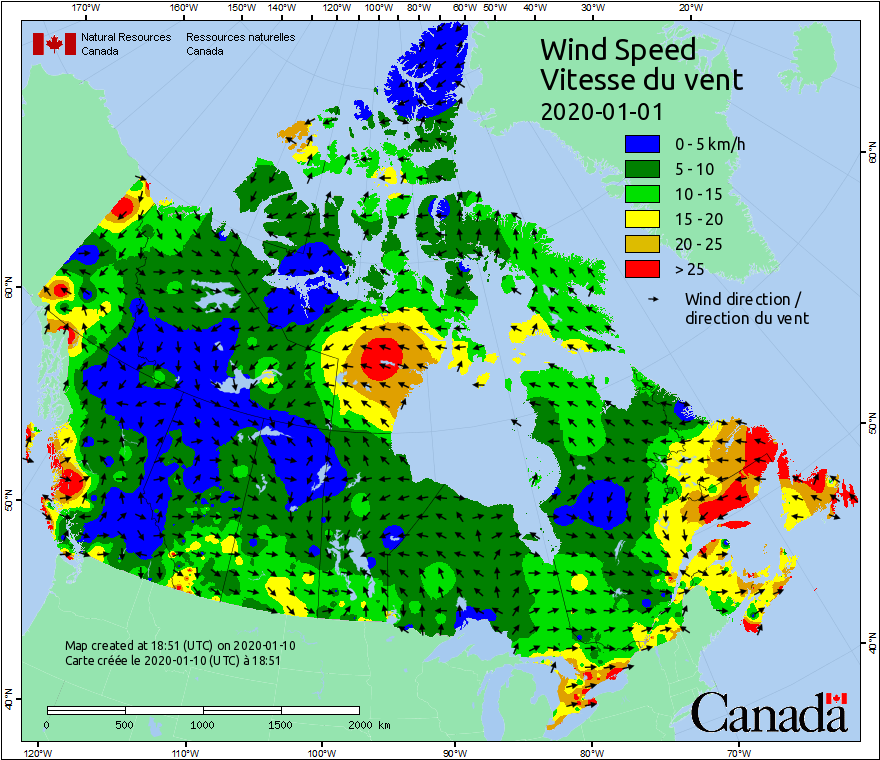 170°W 160°W 150°W 140°W 120°W 100°W 80°W 60°W 50°W 40°W 30°W 20°W
Natural Resources Ressources naturelles
Canada Canada
Wind Speed
Vitesse du vent
2020-01-01
0 - 5 km/h
5 - 10
10 - 15
15 - 20
20 - 25
> 25
Wind direction /
direction du vent
60°N
60°N
50°N
50°N
40°N
40°N
Map created at 18:51 (UTC) on 2020-01-10
Carte créée le 2020-01-10 (UTC) à 18:51
0 500 1000 1500 2000 km
Canada
120°W 110°W 100°W 90°W 80°W 70°W